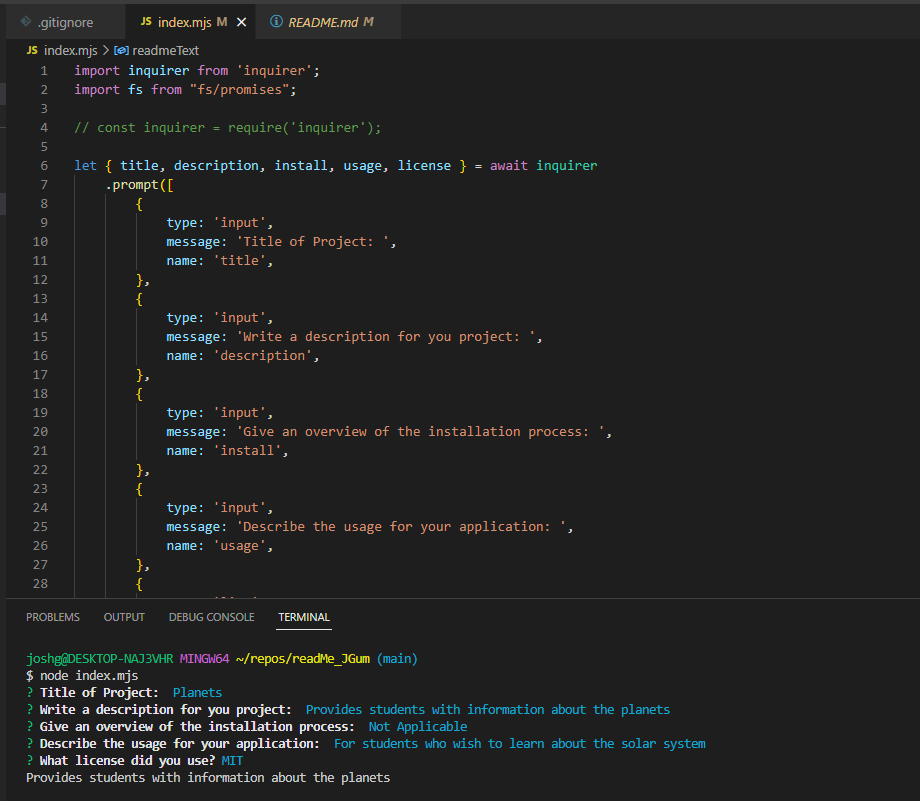 .gitignore JS index.mjs M × README.md M
JS index.mjs > readmeText
1 import inquirer from 'inquirer';
2 import fs from "fs/promises";
3
4 // const inquirer = require('inquirer');
5
6 let { title, description, install, usage, license } = await inquirer
7 .prompt([
8 {
9 type: 'input',
10 message: 'Title of Project: ',
11 name: 'title',
12 },
13 {
14 type: 'input',
15 message: 'Write a description for you project: ',
16 name: 'description',
17 },
18 {
19 type: 'input',
20 message: 'Give an overview of the installation process: ',
21 name: 'install',
22 },
23 {
24 type: 'input',
25 message: 'Describe the usage for your application: ',
26 name: 'usage',
27 },
28 {
PROBLEMS OUTPUT DEBUG CONSOLE TERMINAL
joshg@DESKTOP-NAJ3VHR MINGW64 ~/repos/readMe_JGum (main)
$ node index.mjs
? Title of Project: Planets
? Write a description for you project: Provides students with information about the planets
? Give an overview of the installation process: Not Applicable
? Describe the usage for your application: For students who wish to learn about the solar system
? What license did you use? MIT
Provides students with information about the planets